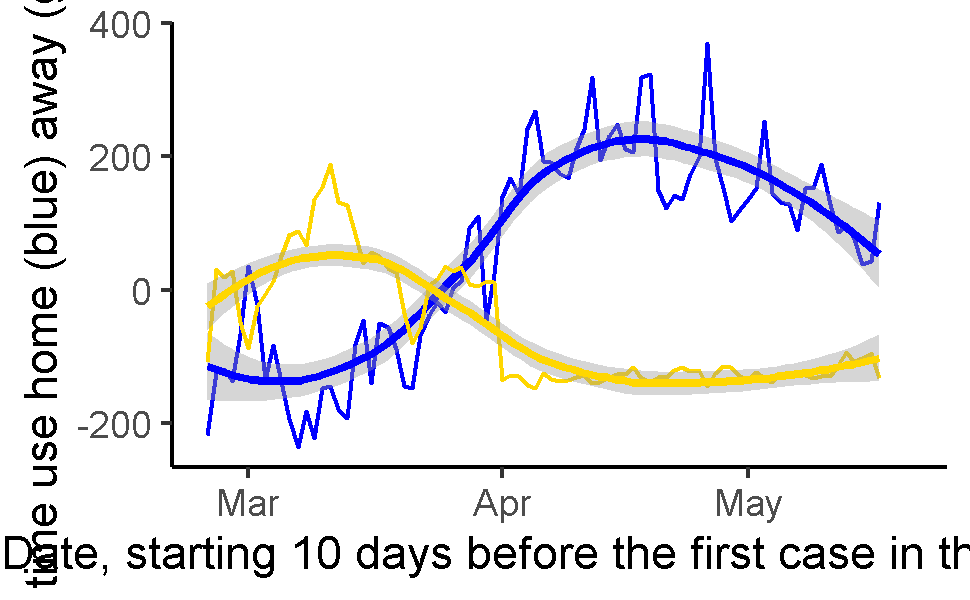 400
200
0
-200
time use home (blue) away (
Mar Apr May
Date, starting 10 days before the first case in th